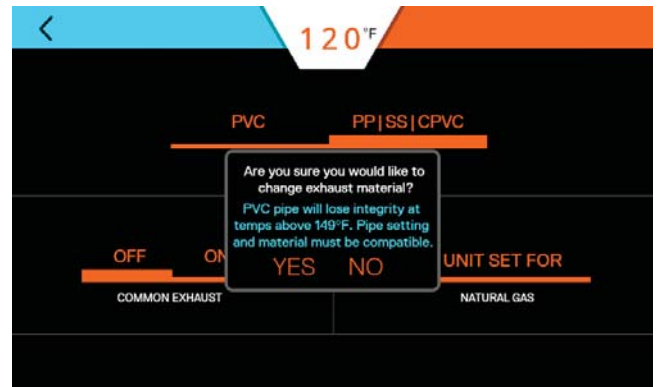 120°F
PVC PP|SS|CPVC
Are you sure you would like to
change exhaust material?
PVC pipe will lose integrity at
temps above 149°F. Pipe setting
and material must be compatible.
YES NO
OFF
UNIT SET FOR
COMMON EXHAUST
NATURAL GAS